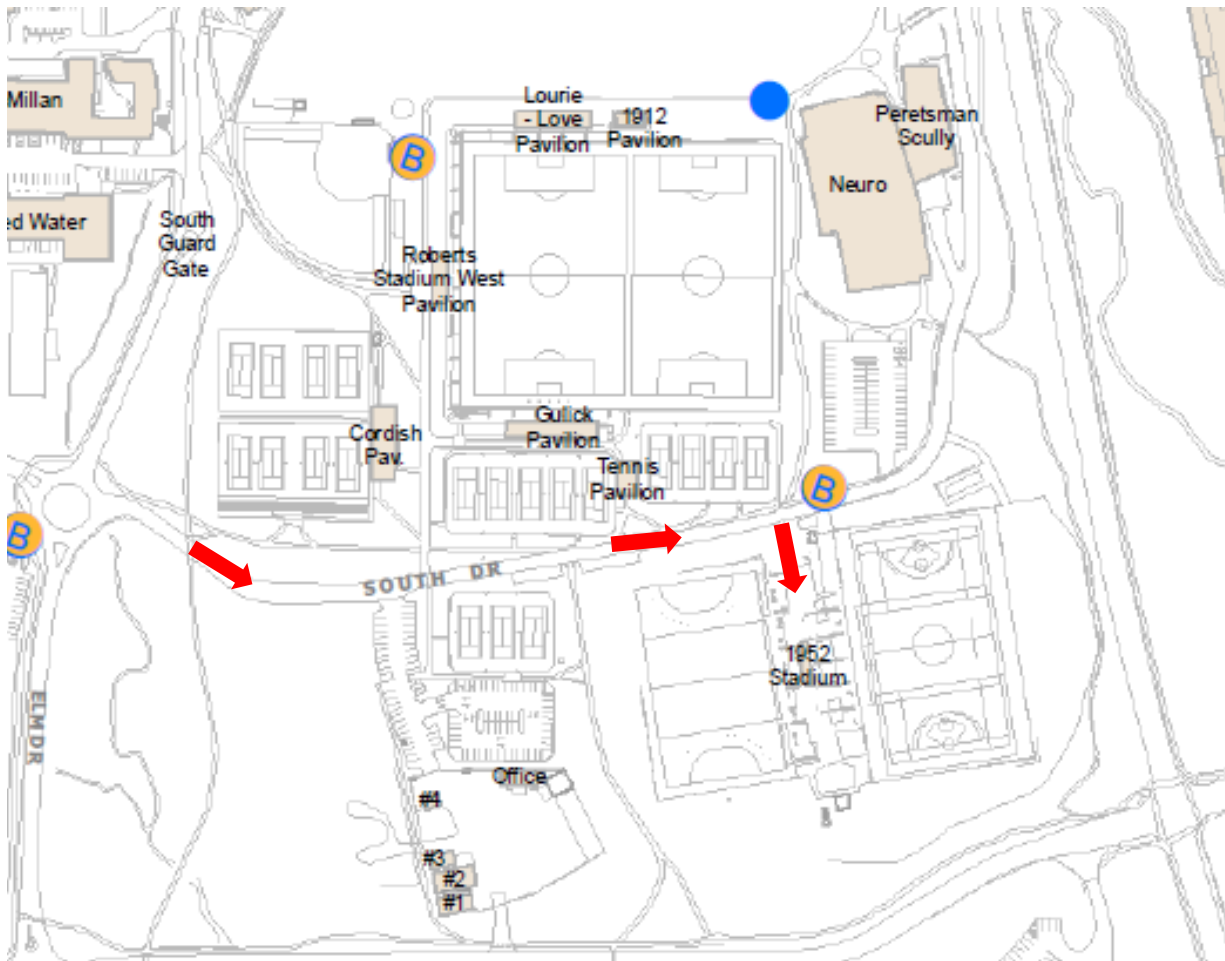 Millan
Lourie
- Love
Pavilion
1912
Pavilion
Peretsman
Scully
B
Neuro
ed Water
South
Guard
Gate
Roberts
Stadium West
Pavilion
Gulick
Pavilion
Cordish
Pav.
Tennis
Pavilion
B
B
SOUTH DR
1952
Stadium
ELM DR
Office
#4
#3
#2
#1